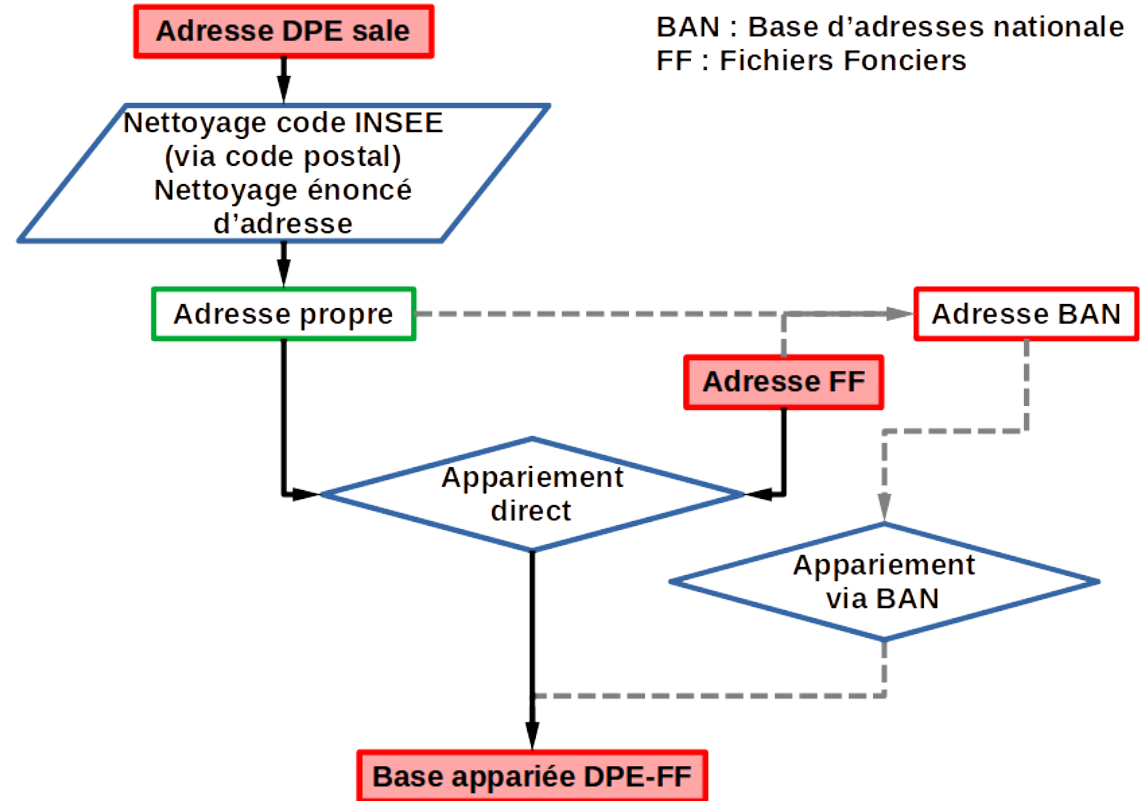 Adresse DPE sale
BAN : Base d’adresses nationale
FF : Fichiers Fonciers
Nettoyage code INSEE
(via code postal)
Nettoyage énoncé
d’adresse
Adresse propre
Adresse BAN
Adresse FF
Appariement
direct
Appariement
via BAN
Base appariée DPE-FF